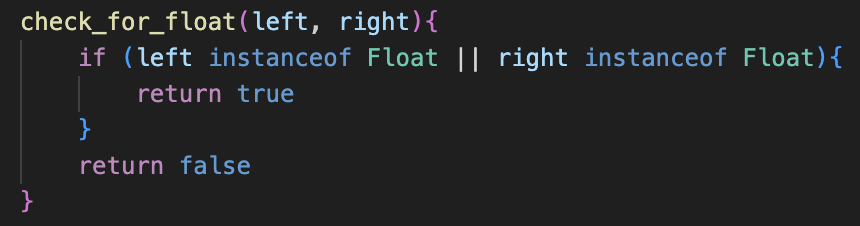 check_for_float(left, right){
    if (left instanceof Float || right instanceof Float){
        return true
    }
    return false
}